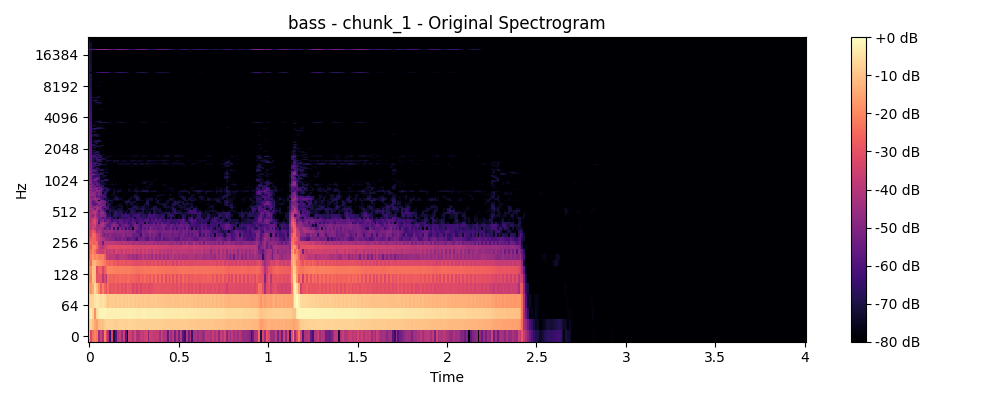 bass - chunk_1 - Original Spectrogram
Hz
16384
8192
4096
2048
1024
512
256
128
64
0
0 0.5 1 1.5 2 2.5 3 3.5 4
Time
+0 dB
-10 dB
-20 dB
-30 dB
-40 dB
-50 dB
-60 dB
-70 dB
-80 dB